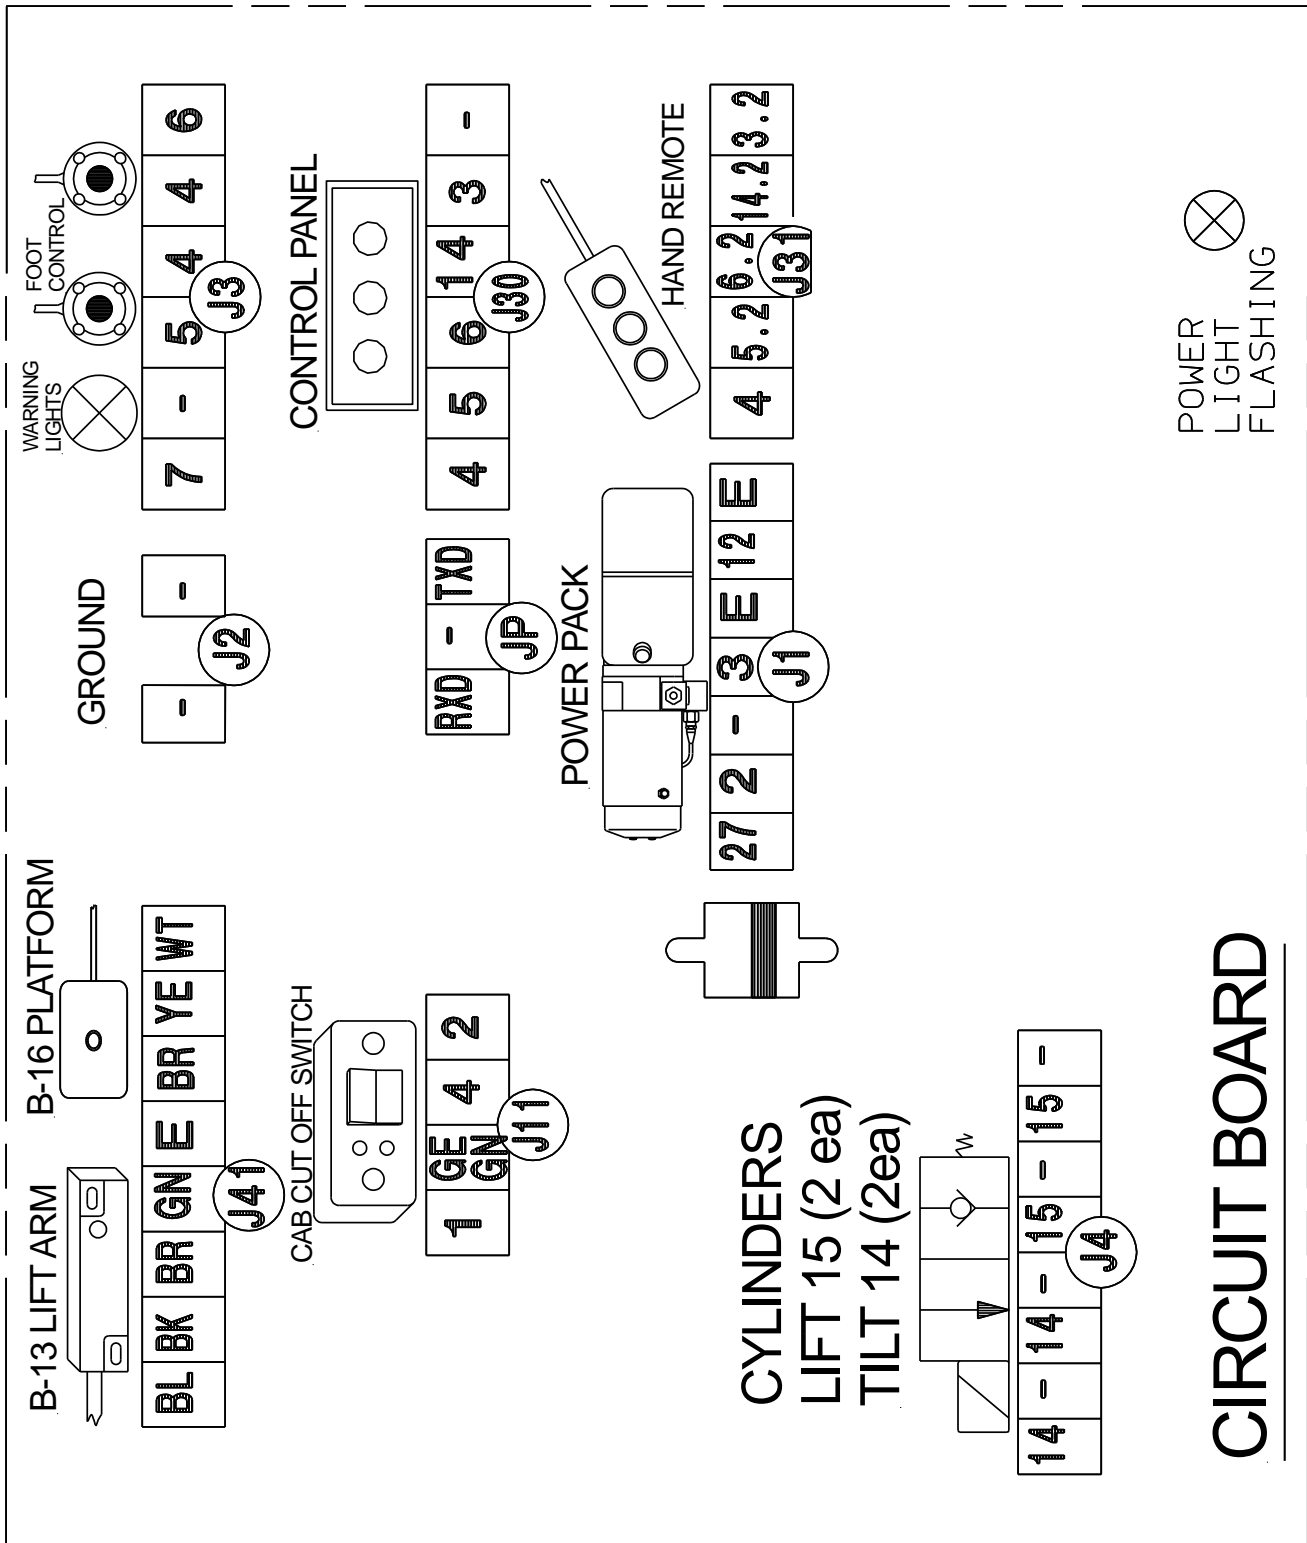 B-13 LIFT ARM
B-16 PLATFORM
BL BK BR GN E BR YE WT
J41
GROUND
- -
J2
WARNING
LIGHTS
FOOT
CONTROL
7 - 5 4 4 6
J3
CAB CUT OFF SWITCH
1 GE
GN 4 2
J11
RXD - TXD
JP
CONTROL PANEL
4 5 6 14 3 -
J30
POWER PACK
27 2 - 3 E 12 E
J1
HAND REMOTE
4 5.2 6.2 14.2 3.2
J31
CYLINDERS
LIFT 15 (2 ea)
TILT 14 (2ea)
14 - 14 - 15 - 15 -
J4
POWER
LIGHT
FLASHING
CIRCUIT BOARD